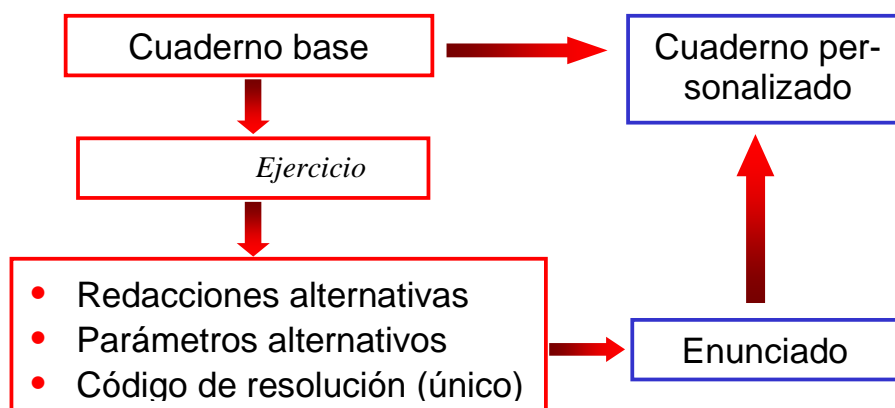 Cuaderno base
Cuaderno per-
sonalizado
Ejercicio
• Redacciones alternativas
• Parámetros alternativos
• Código de resolución (único)
Enunciado